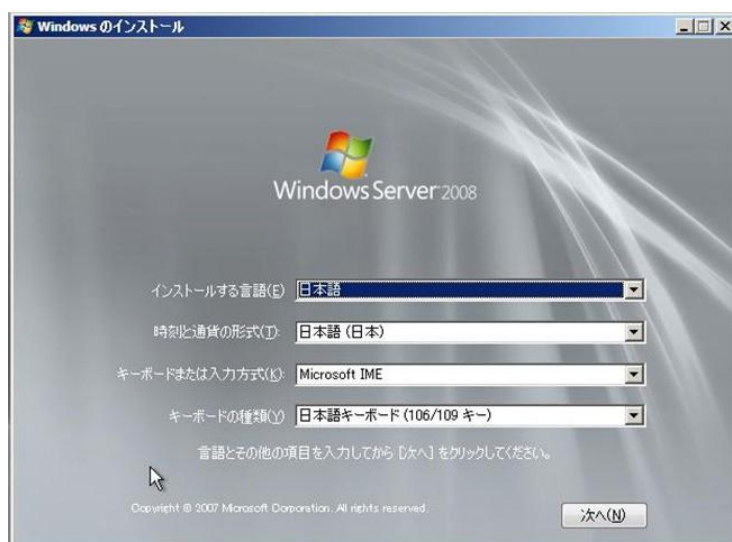 Windows のインストール
Windows Server 2008
インストールする言語(E) 日本語
時刻と通貨の形式(T): 日本語 (日本)
キーボードまたは入力方式(K): Microsoft IME
キーボードの種類(Y) 日本語キーボード (106/109 キー)
言語とその他の項目を入力してから [次へ] をクリックしてください。
Copyright © 2007 Microsoft Corporation. All rights reserved.
次へ(N)